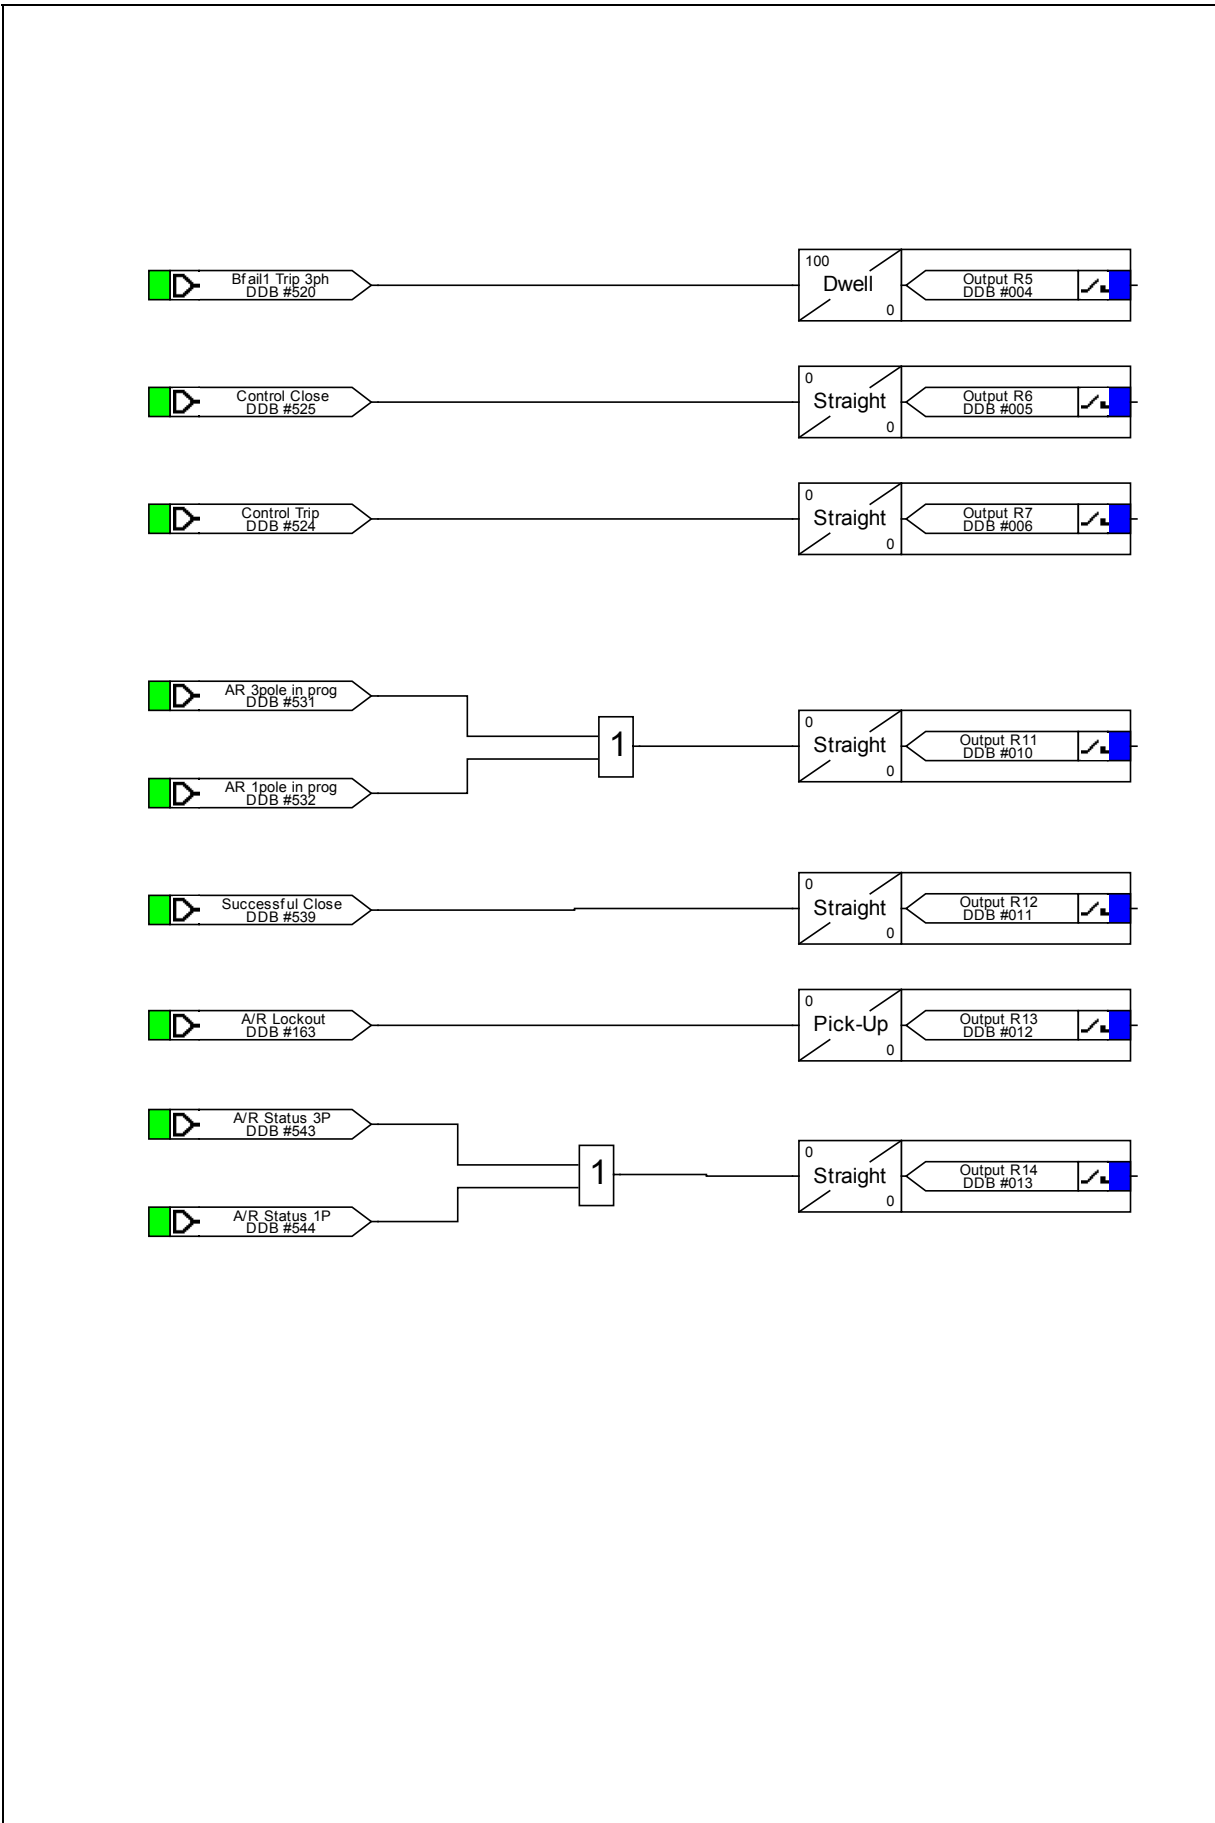 100
Bfail1 Trip 3ph
DDB #520
Dwell
Output R5
DDB #004
0
0
Control Close
DDB #525
Straight
Output R6
DDB #005
0
0
Control Trip
DDB #524
Straight
Output R7
DDB #006
0
AR 3pole in prog
DDB #531
0
1
Straight
Output R11
DDB #010
0
AR 1pole in prog
DDB #532
0
Successful Close
DDB #539
Straight
Output R12
DDB #011
0
0
A/R Lockout
DDB #163
Pick-Up
Output R13
DDB #012
0
A/R Status 3P
DDB #543
0
1
Straight
Output R14
DDB #013
0
A/R Status 1P
DDB #544